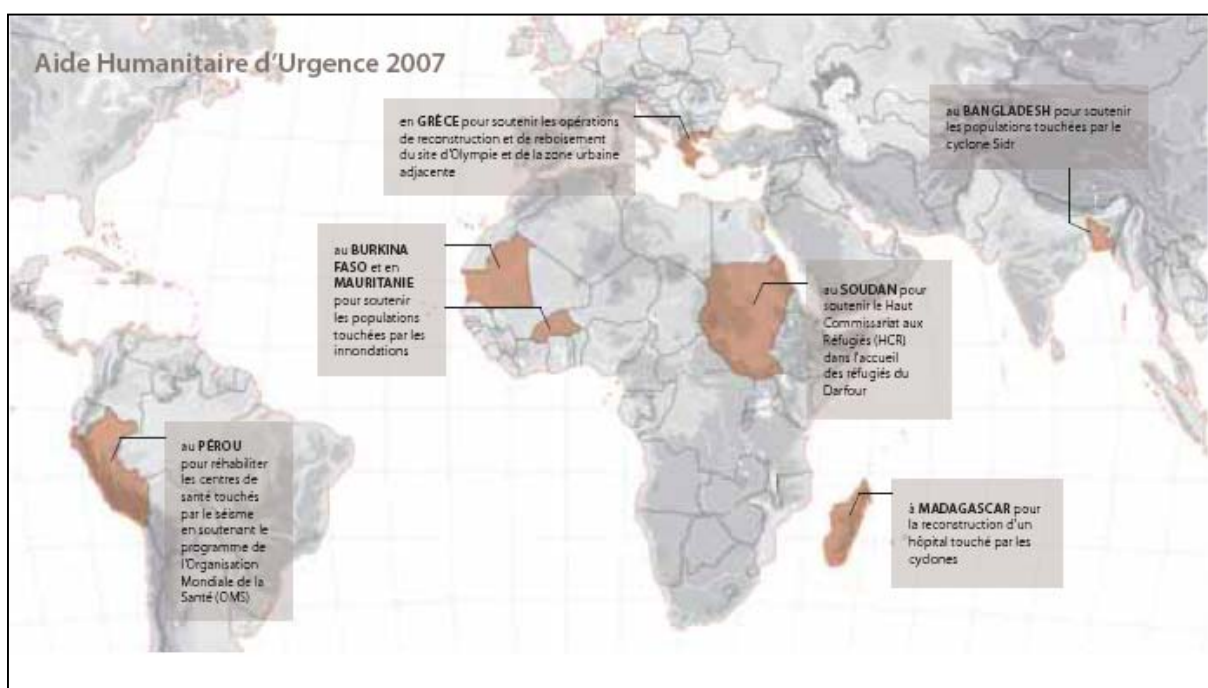 Aide Humanitaire d'Urgence 2007
en GRÈCE pour soutenir les opérations
de reconstruction et de reboisement
du site d'Olympie et de la zone urbaine
adjacente
au BANGLADESH pour soutenir
les populations touchées par le
cyclone Sidr
au BURKINA
FASO et en
MAURITANIE
pour soutenir
les populations
touchées par les
innondations
au SOUDAN pour
soutenir le Haut
Commissariat aux
Réfugiés (HCR)
dans l'accueil
des réfugiés du
Darfour
au PÉROU
pour réhabiliter
les centres de
santé touchés
par le séisme
en soutenant le
programme de
l'Organisation
Mondiale de la
Santé (OMS)
à MADAGASCAR pour
la reconstruction d'un
hôpital touché par les
cyclones